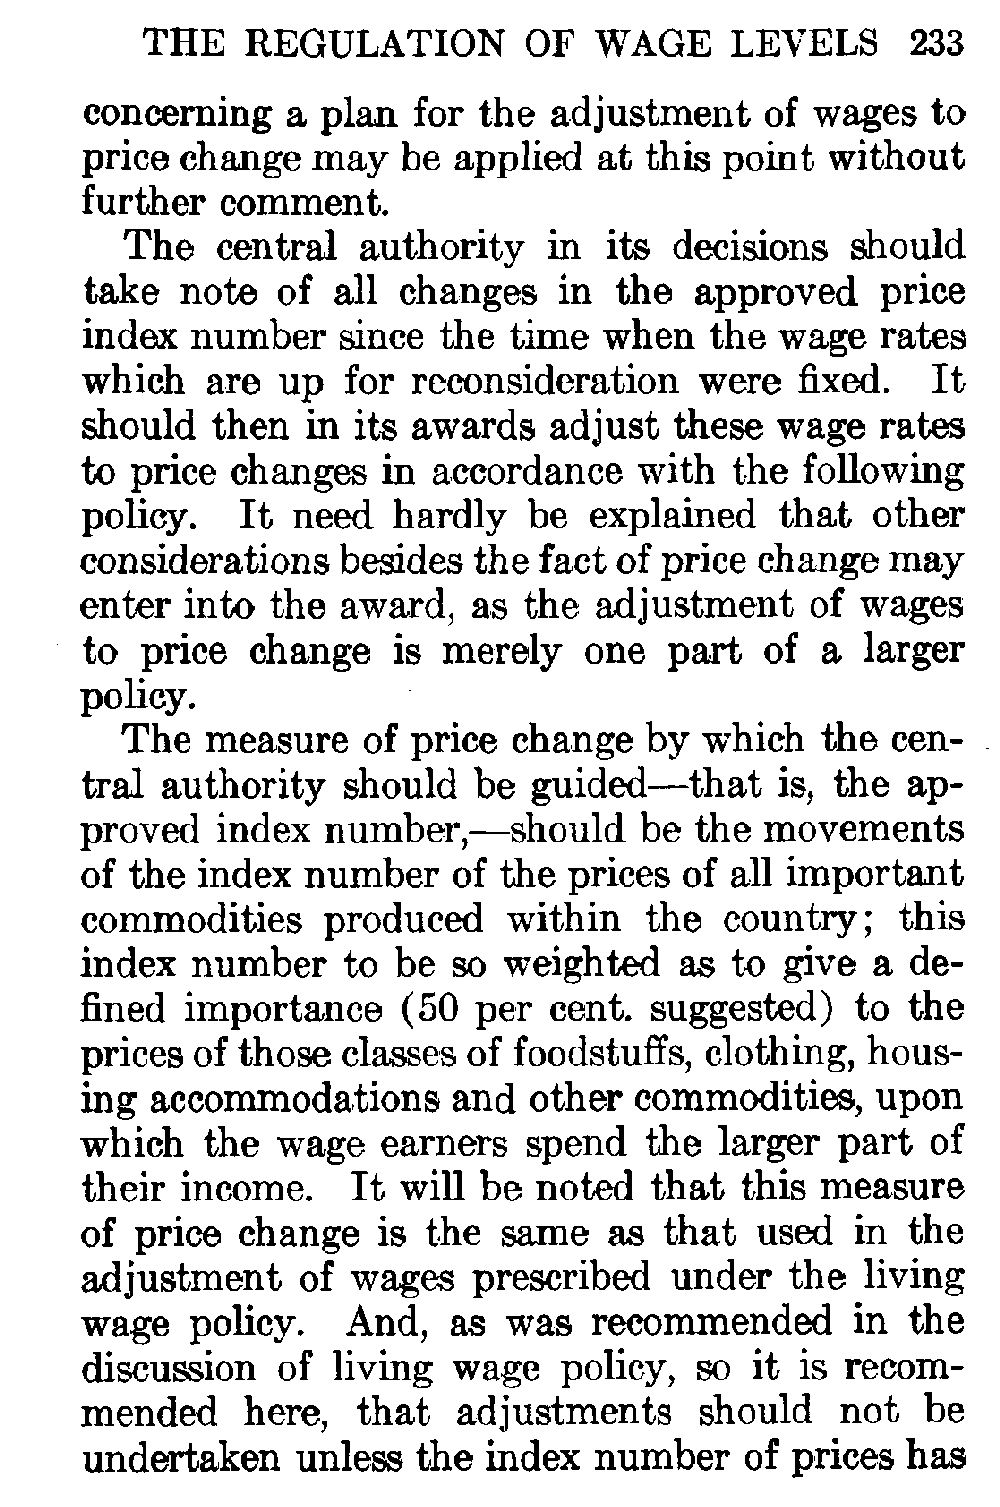 THE REGULATION OF WAGE LEVELS 233
concerning a plan for the adjustment of wages to
price change may be applied at this point without
further comment.
The central authority in its decisions should
take note of all changes in the approved price
index number since the time when the wage rates
which are up for reconsideration were fixed. It
should then in its awards adjust these wage rates
to price changes in accordance with the following
policy. It need hardly be explained that other
considerations besides the fact of price change may
enter into the award, as the adjustment of wages
to price change is merely one part of a larger
policy.
The measure of price change by which the cen-
tral authority should be guided—that is, the ap-
proved index number,—should be the movements
of the index number of the prices of all important
commodities produced within the country; this
index number to be so weighted as to give a de-
fined importance (50 per cent. suggested) to the
prices of those classes of foodstuffs, clothing, hous-
ing accommodations and other commodities, upon
which the wage earners spend the larger part of
their income. It will be noted that this measure
of price change is the same as that used in the
adjustment of wages prescribed under the living
wage policy. And, as was recommended in the
discussion of living wage policy, so it is recom-
mended here, that adjustments should not be
undertaken unless the index number of prices has